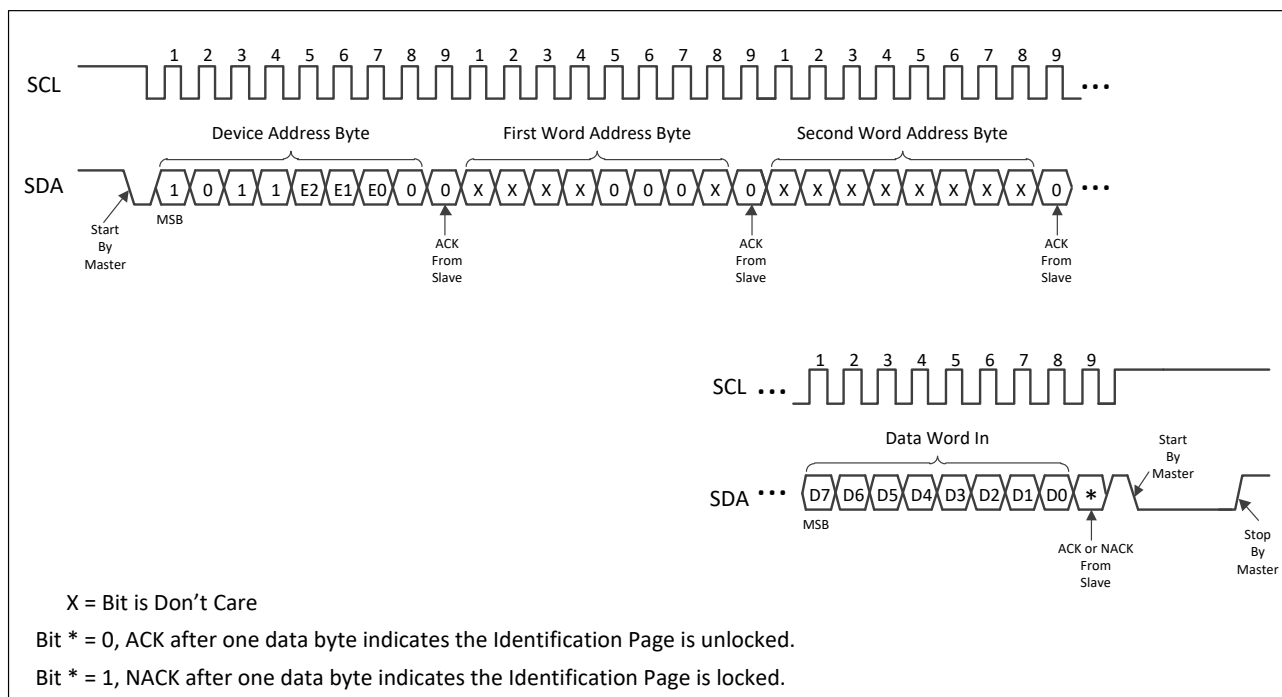 1 2 3 4 5 6 7 8 9 1 2 3 4 5 6 7 8 9 1 2 3 4 5 6 7 8 9
SCL
Device Address Byte First Word Address Byte Second Word Address Byte
SDA 1 0 1 1 E2 E1 E0 0 0 X X X X 0 0 0 X 0 X X X X X X X X 0
MSB
Start
By
Master
ACK
From
Slave
ACK
From
Slave
ACK
From
Slave
1 2 3 4 5 6 7 8 9
SCL
Data Word In
Start
By
Master
SDA D7 D6 D5 D4 D3 D2 D1 D0 *
MSB
ACK or NACK
From
Slave
Stop
By
Master
X = Bit is Don’t Care
Bit * = 0, ACK after one data byte indicates the Identification Page is unlocked.
Bit * = 1, NACK after one data byte indicates the Identification Page is locked.